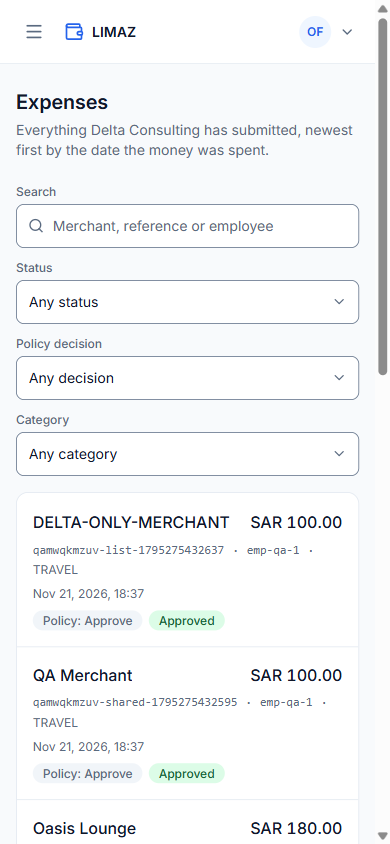 LIMAZ
OF
Expenses
Everything Delta Consulting has submitted, newest
first by the date the money was spent.
Search
Merchant, reference or employee
Status
Any status
Policy decision
Any decision
Category
Any category
DELTA-ONLY-MERCHANT SAR 100.00
qamwqkmzuv-list-1795275432637 · emp-qa-1 ·
TRAVEL
Nov 21, 2026, 18:37
Policy: Approve Approved
QA Merchant SAR 100.00
qamwqkmzuv-shared-1795275432595 · emp-qa-1 ·
TRAVEL
Nov 21, 2026, 18:37
Policy: Approve Approved
Oasis Lounge SAR 180.00